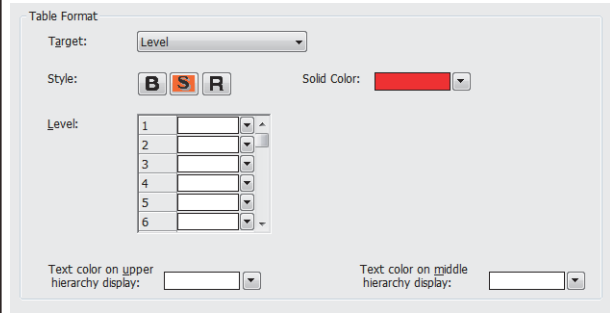 Table Format
Target: Level
Style: B S R Solid Color:
Level: 1
2
3
4
5
6
Text color on upper Text color on middle
hierarchy display: hierarchy display: